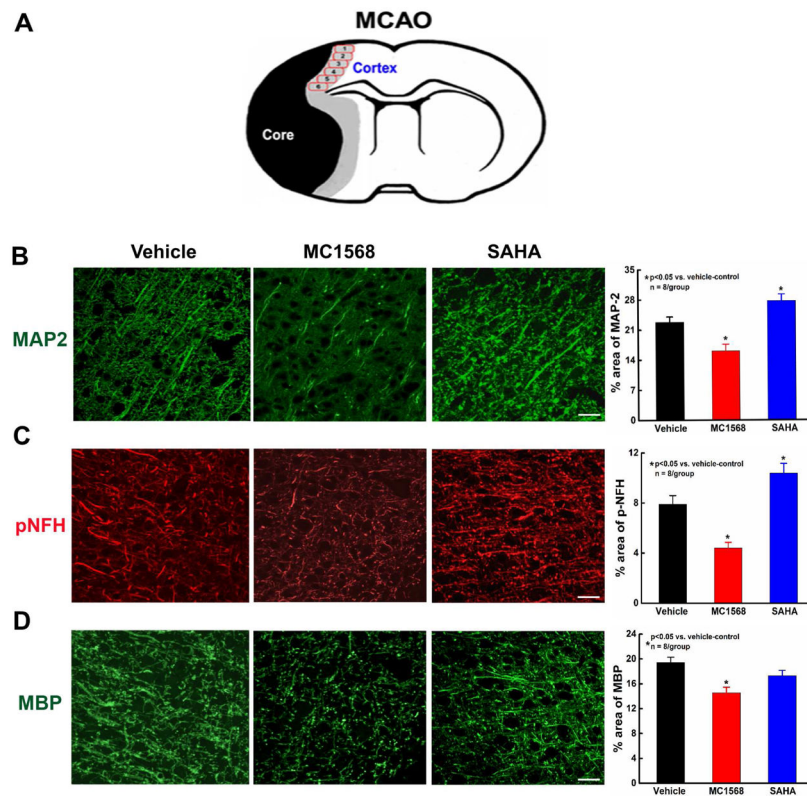 A
MCAO
1
2
3
4
5
6
Cortex
Core
Vehicle
MC1568
SAHA
B
MAP2
% area of MAP-2
35
28
21
14
7
0
* p<0.05 vs. vehicle-control
n = 8/group
*
*
Vehicle
MC1568
SAHA
C
pNFH
% area of p-NFH
12
8
4
0
* p<0.05 vs. vehicle-control
n = 8/group
*
*
Vehicle
MC1568
SAHA
D
MBP
% area of MBP
24
20
16
12
8
4
0
p<0.05 vs. vehicle-control
* n = 8/group
*
Vehicle
MC1568
SAHA